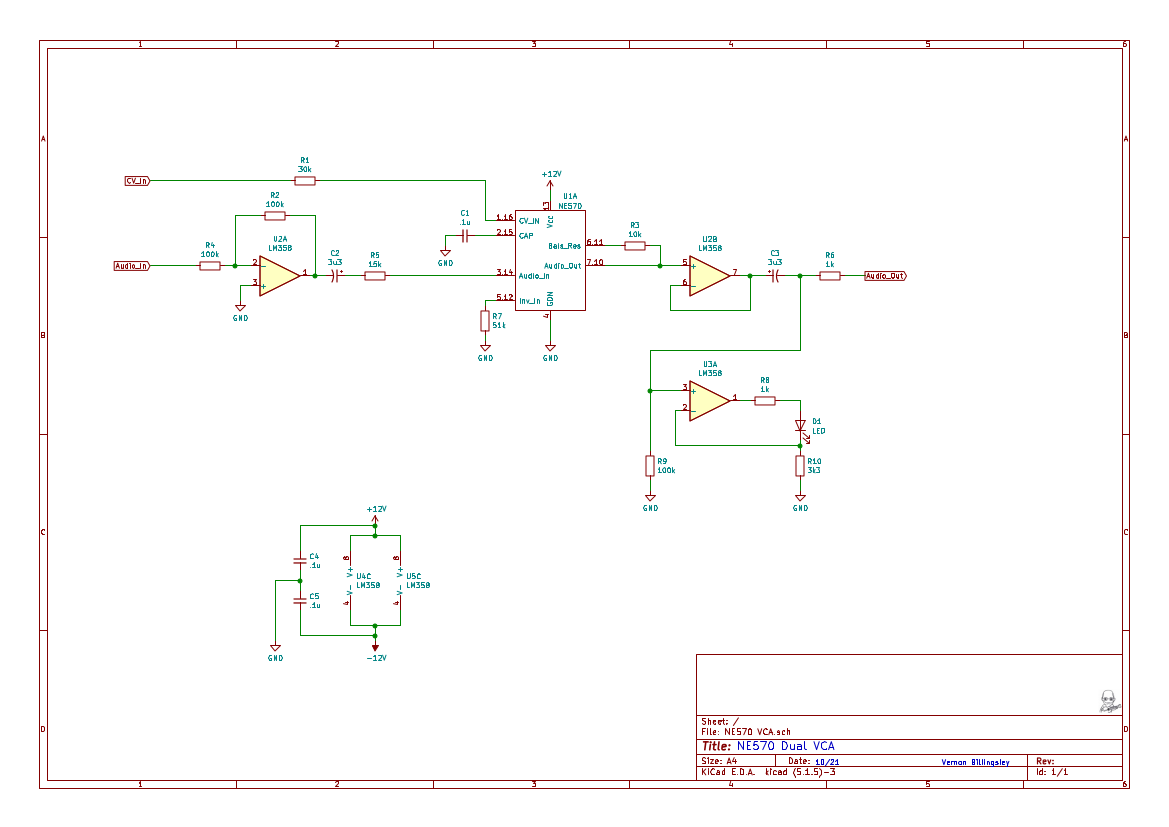 1 2 3 4 5 6
A A
B B
C C
D D
1 2 3 4 5 6
CV_In
R1
30k
R2
100k
R4
100k
Audio_In
U2A
LM358
2
3
1
GND
C2
3u3
R5
15k
C1
.1u
GND
+12V
U1A
NE570
13
Vcc
1,16
CV_IN
2,15
CAP
3,14
Audio_In
5,12
Inv_In
6,11
Bais_Res
7,10
Audio_Out
GDN
4
R7
51k
GND
GND
R3
10k
U2B
LM358
5
6
7
C3
3u3
R6
1k
Audio_Out
U3A
LM358
3
2
1
R8
1k
D1
LED
R9
100k
R10
3k3
GND
GND
+12V
C4
.1u
C5
.1u
8
V+
U4C
LM358
V-
4
8
V+
U5C
LM358
V-
4
GND
-12V
Sheet: /
File: NE570 VCA.sch
Title: NE570 Dual VCA
Size: A4 Date: 10/21 Vernon Billingsley Rev:
KiCad E.D.A. kicad (5.1.5)-3 Id: 1/1